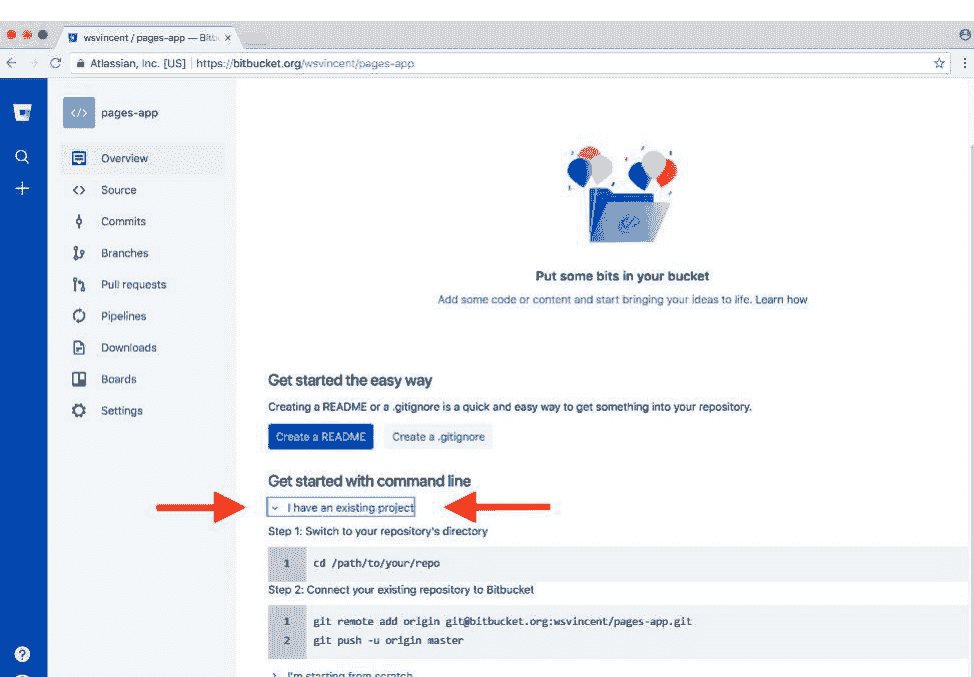 wsvincent / pages-app — Bitb
Atlassian, Inc. [US] | https://bitbucket.org/wsvincent/pages-app
</> pages-app
Overview
Source
Commits
Branches
Pull requests
Pipelines
Downloads
Boards
Settings
</>
Put some bits in your bucket
Add some code or content and start bringing your ideas to life. Learn how
Get started the easy way
Creating a README or a .gitignore is a quick and easy way to get something into your repository.
Create a README Create a .gitignore
Get started with command line
I have an existing project
Step 1: Switch to your repository's directory
1 cd /path/to/your/repo
Step 2: Connect your existing repository to Bitbucket
1 git remote add origin git@bitbucket.org:wsvincent/pages-app.git
2 git push -u origin master
I'm starting from scratch